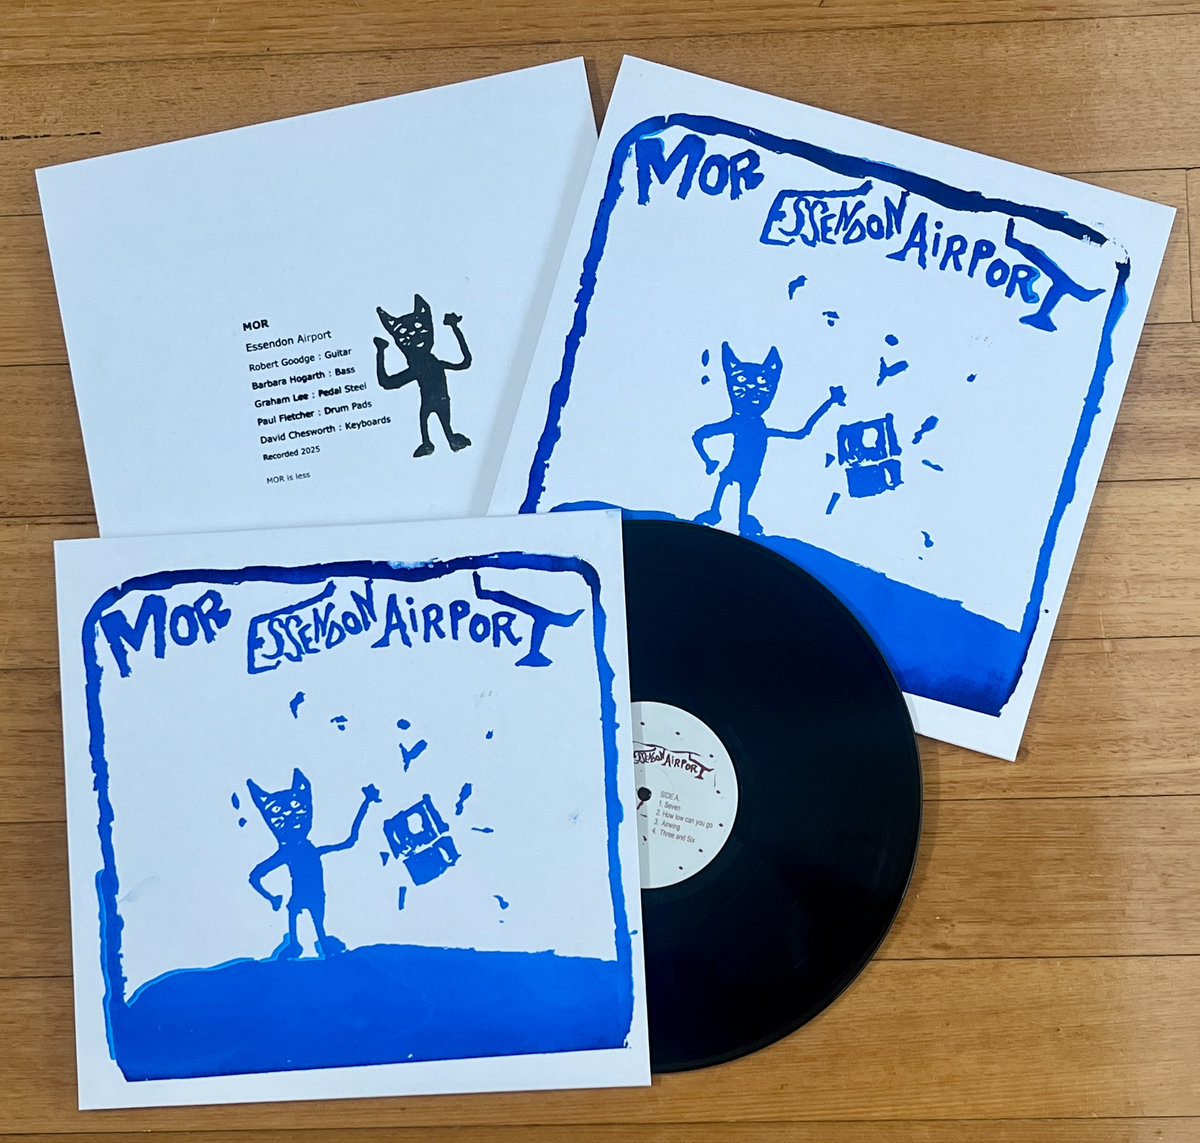 MOR
Essendon Airport
Robert Goodge : Guitar
Barbara Hogarth : Bass
Graham Lee : Pedal Steel
Paul Fletcher : Drum Pads
David Chesworth : Keyboards
Recorded 2025
MOR is less
MOR ESSENDON AiRPORT
MOR ESSENDON AiRPORT
ESSENDON AiRPORT
SIDE A.
1. Seven
2. How low can you go
3. Airwing
4. Three and Six